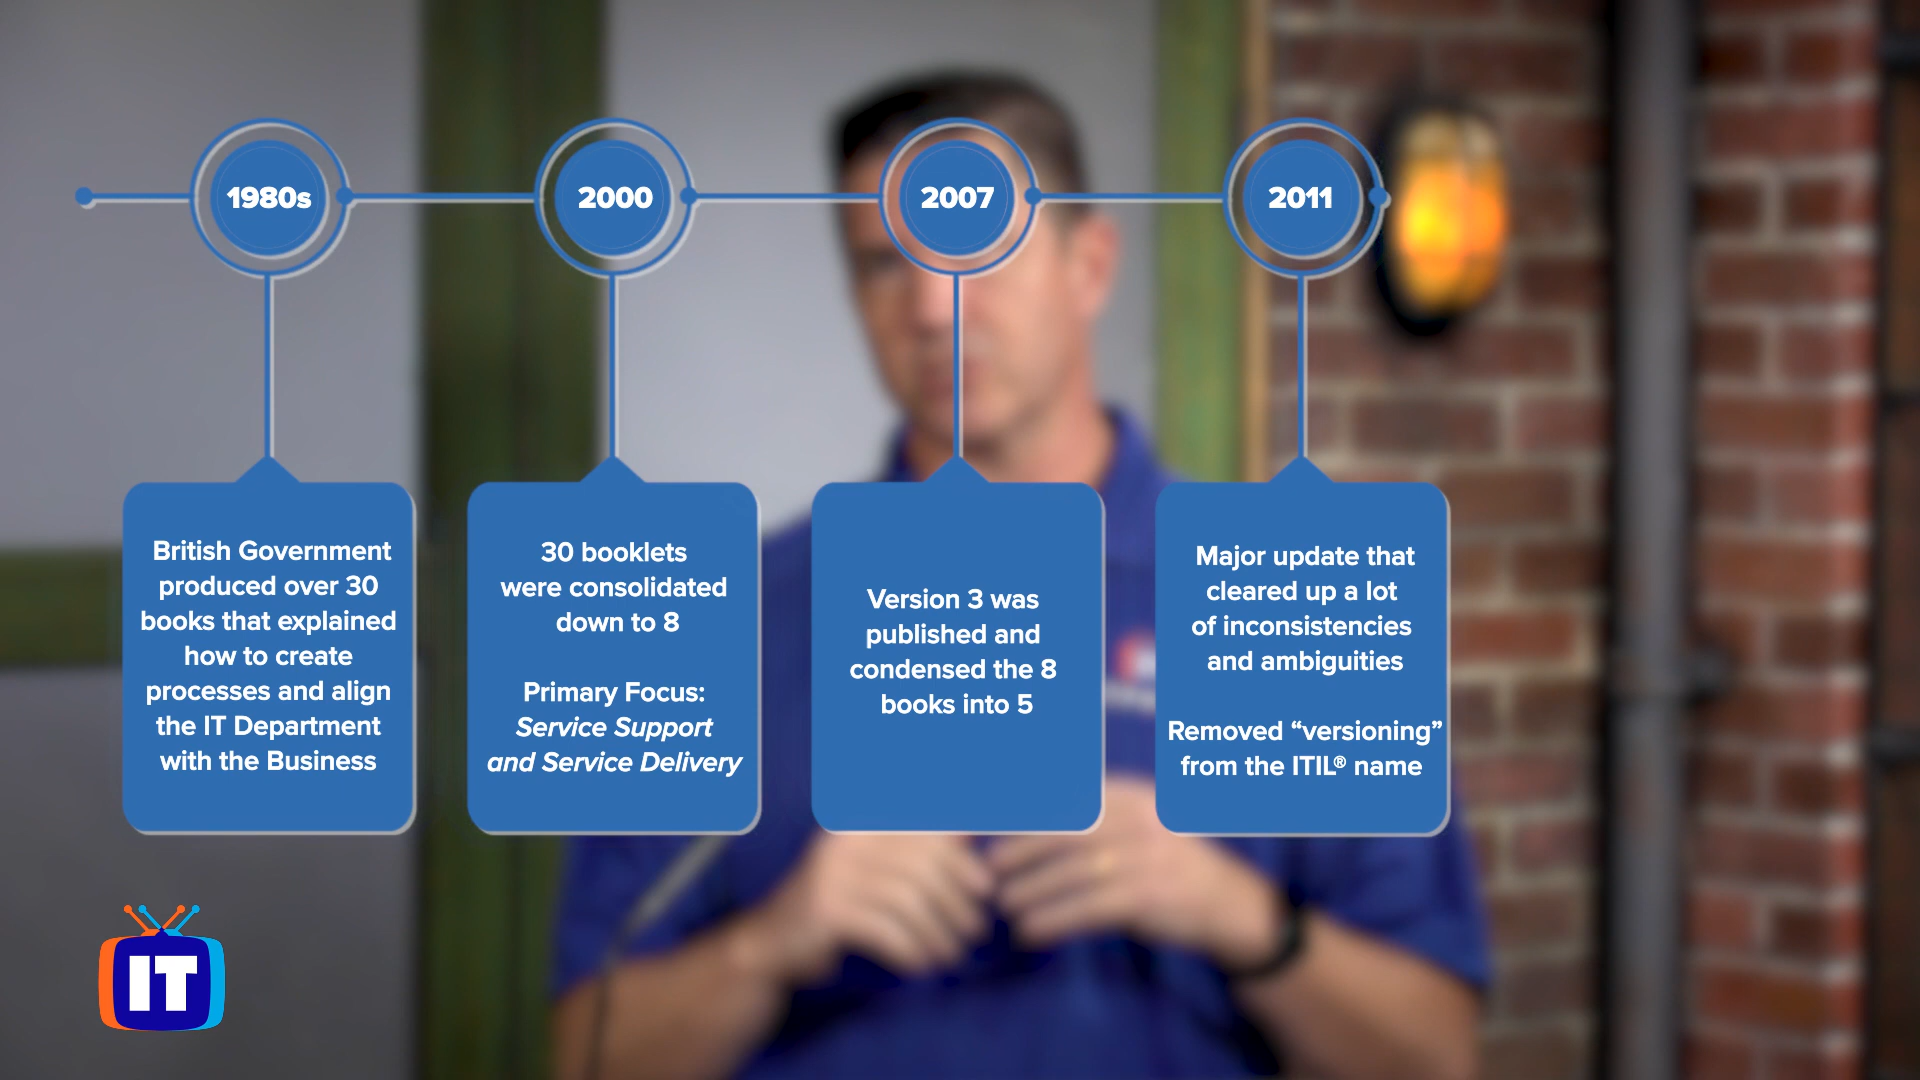 1980s
2000
2007
2011
British Government
produced over 30
books that explained
how to create
processes and align
the IT Department
with the Business
30 booklets
were consolidated
down to 8
Primary Focus:
Service Support
and Service Delivery
Version 3 was
published and
condensed the 8
books into 5
Major update that
cleared up a lot
of inconsistencies
and ambiguities
Removed “versioning”
from the ITIL® name
IT